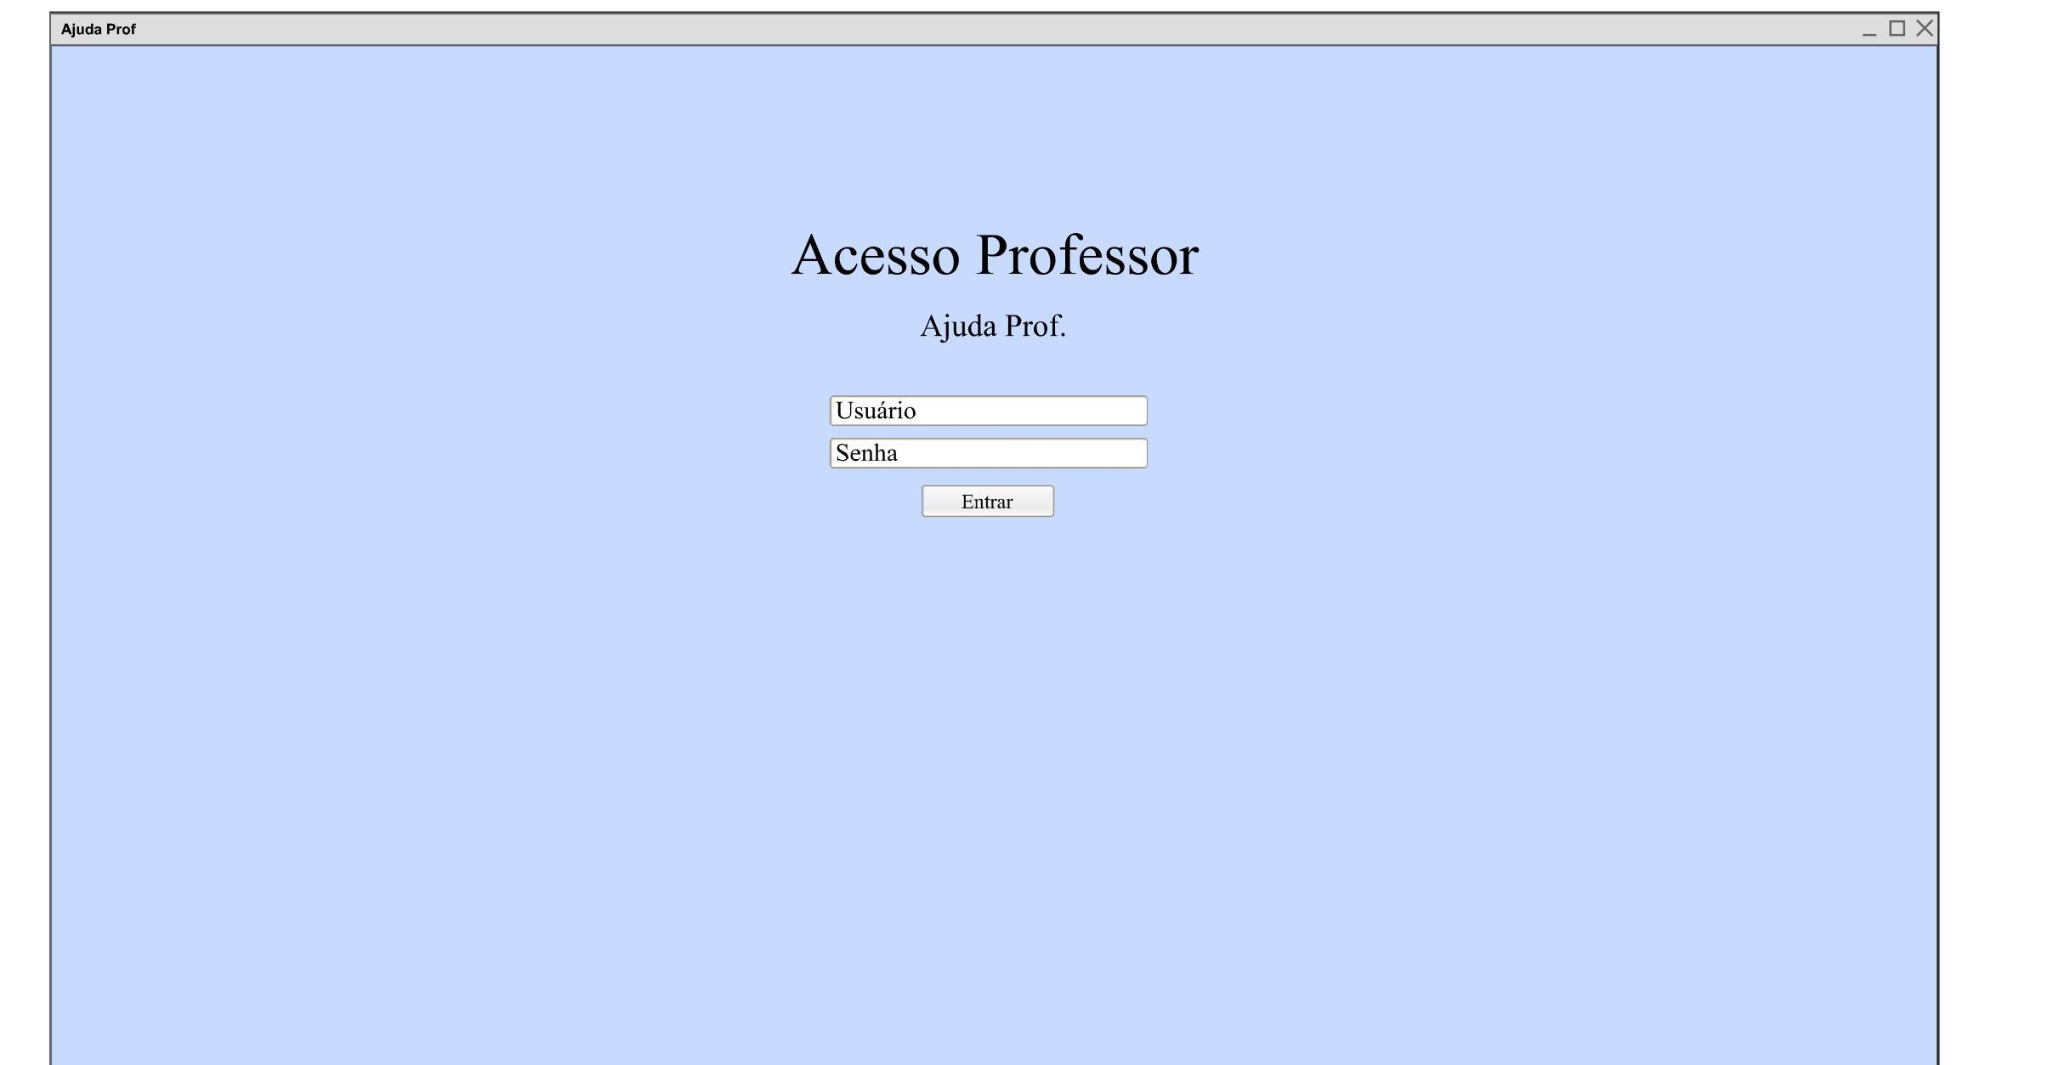 Ajuda Prof
Acesso Professor
Ajuda Prof.
Usuário
Senha
Entrar